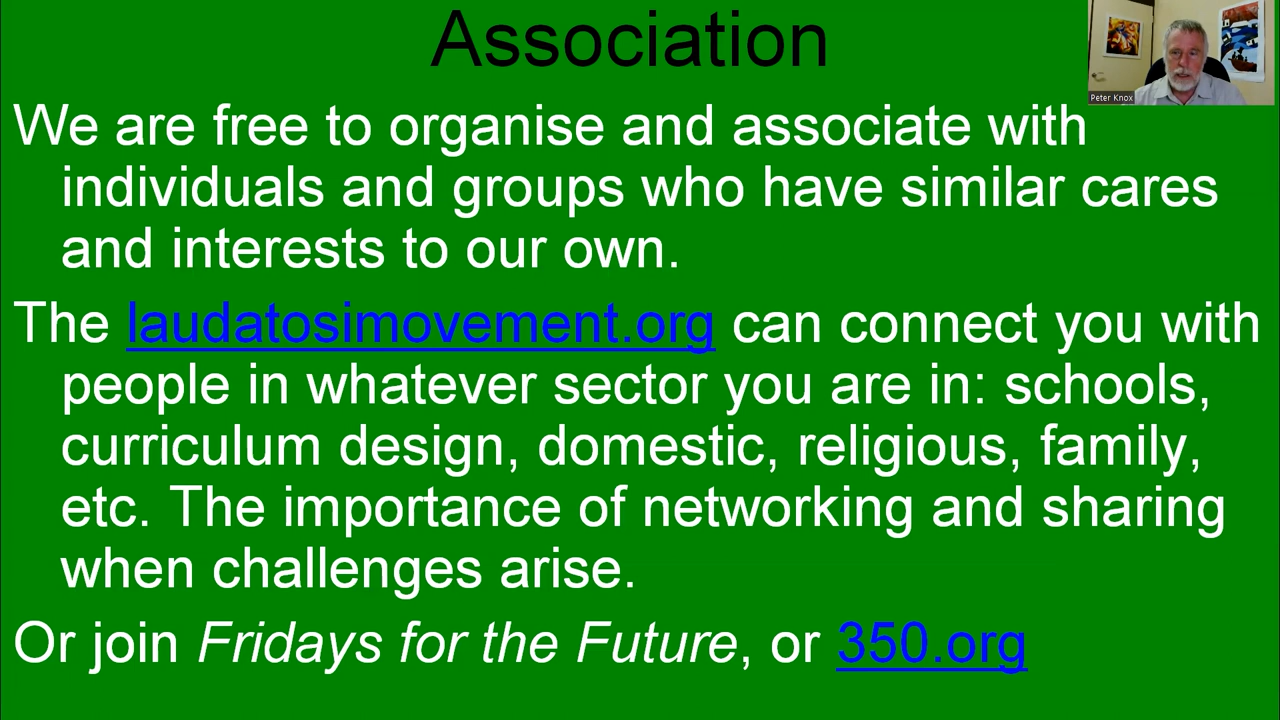 Association
Peter Knox
We are free to organise and associate with
individuals and groups who have similar cares
and interests to our own.
The laudatosimovement.org can connect you with
people in whatever sector you are in: schools,
curriculum design, domestic, religious, family,
etc. The importance of networking and sharing
when challenges arise.
Or join Fridays for the Future, or 350.org